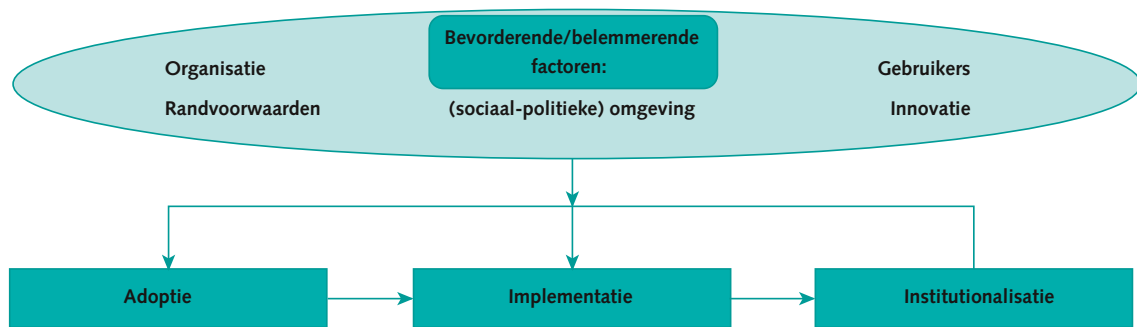 Bevorderende/belemmerende
factoren:
Organisatie
Gebruikers
Randvoorwaarden
(sociaal-politieke) omgeving
Innovatie
Adoptie
Implementatie
Institutionalisatie